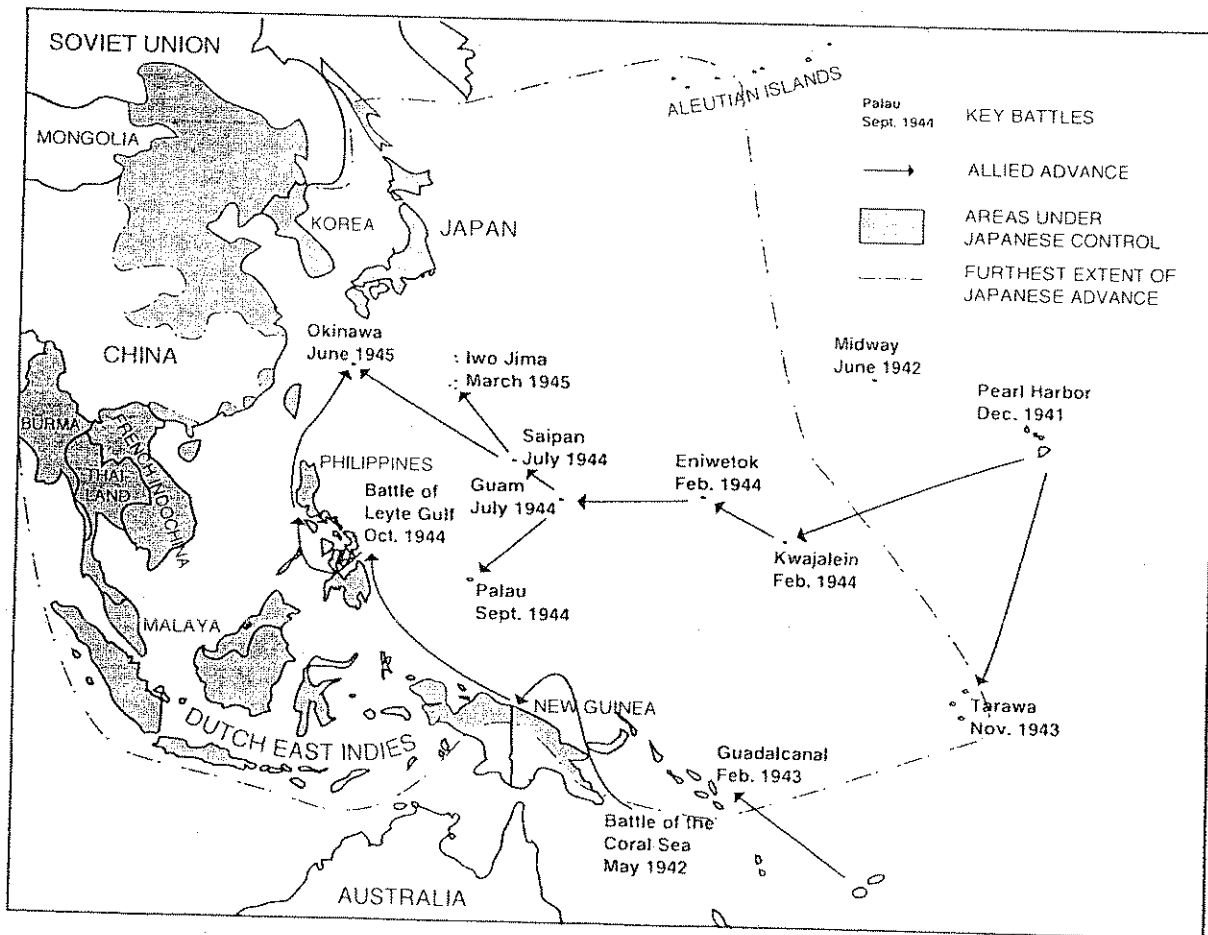 SOVIET UNION
MONGOLIA
ALEUTIAN ISLANDS
Palau
Sept. 1944
KEY BATTLES
ALLIED ADVANCE
AREAS UNDER
JAPANESE CONTROL
FURTHEST EXTENT OF
JAPANESE ADVANCE
KOREA
JAPAN
CHINA
Okinawa
June 1945
Iwo Jima
March 1945
Midway
June 1942
Pearl Harbor
Dec. 1941
BURMA
FRENCH INDOCHINA
THAI
LAND
PHILIPPINES
Saipan
July 1944
Guam
July 1944
Eniwetok
Feb. 1944
Battle of
Leyte Gulf
Oct. 1944
Kwajalein
Feb. 1944
Palau
Sept. 1944
MALAYA
DUTCH EAST INDIES
NEW GUINEA
Tarawa
Nov. 1943
Guadalcanal
Feb. 1943
Battle of the
Coral Sea
May 1942
AUSTRALIA